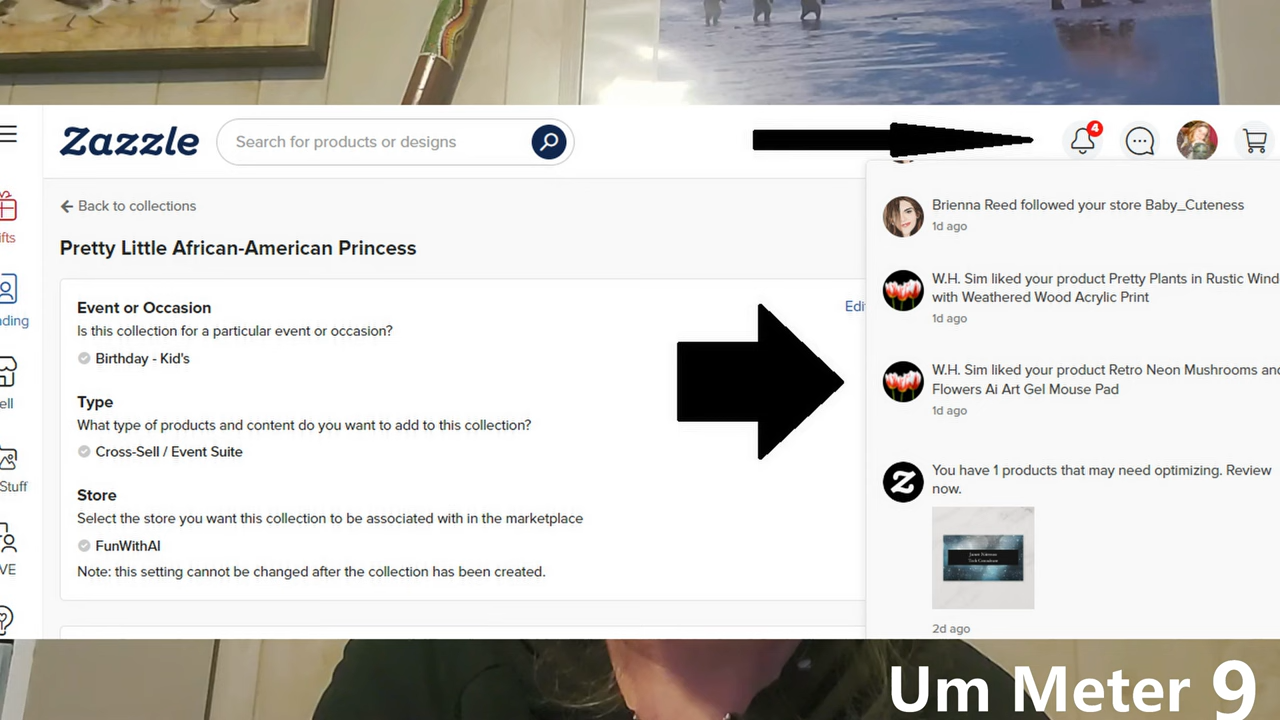 Zazzle
Search for products or designs
4
Back to collections
Pretty Little African-American Princess
Event or Occasion
Edi
Is this collection for a particular event or occasion?
Birthday - Kid's
Type
What type of products and content do you want to add to this collection?
Cross-Sell / Event Suite
Store
Select the store you want this collection to be associated with in the marketplace
FunWithAI
Note: this setting cannot be changed after the collection has been created.
ifts
ding
ell
Stuff
VE
Brienna Reed followed your store Baby_Cuteness
1d ago
W.H. Sim liked your product Pretty Plants in Rustic Wind
with Weathered Wood Acrylic Print
1d ago
W.H. Sim liked your product Retro Neon Mushrooms and
Flowers Ai Art Gel Mouse Pad
1d ago
Z
You have 1 products that may need optimizing. Review
now.
2d ago
Um Meter 9